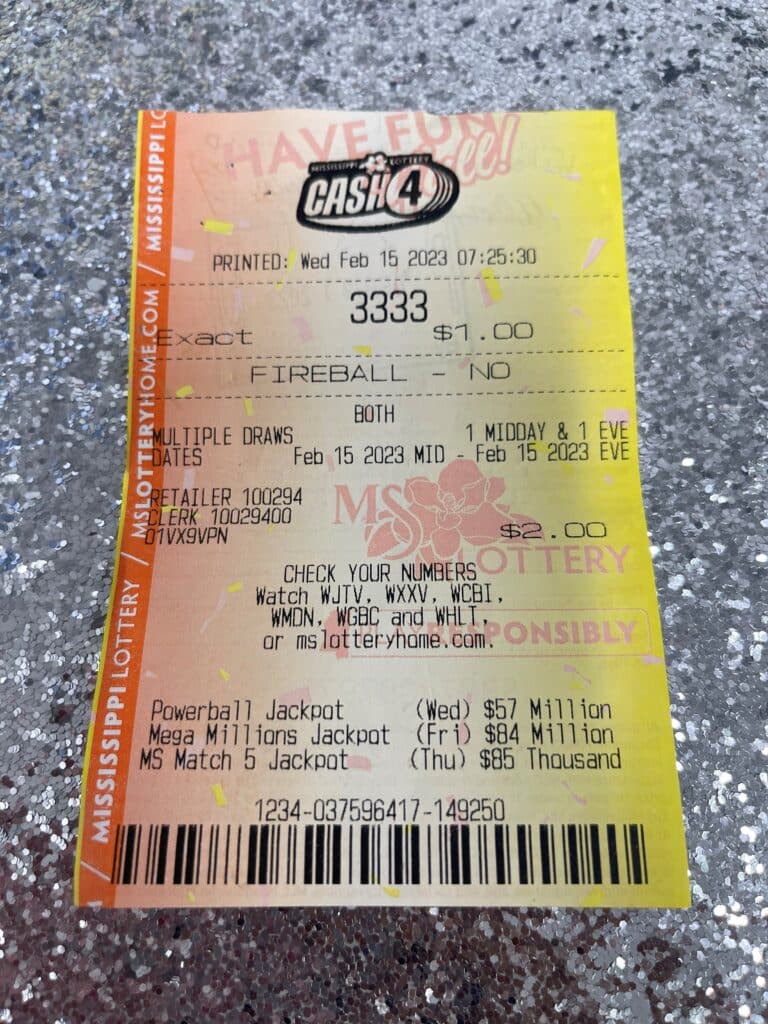 HAVE FUN
MISSISSIPPI LOTTERY
CASH 4
PRINTED: Wed Feb 15 2023 07:25:30
3333
Exact $1.00
FIREBALL - NO
BOTH
MULTIPLE DRAWS 1 MIDDAY & 1 EVE
DATES Feb 15 2023 MID - Feb 15 2023 EVE
RETAILER 100294
CLERK 10029400
01VX9VPN
$2.00
MS LOTTERY
CHECK YOUR NUMBERS
Watch WJTV, WXXV, WCBI,
WMDN, WGBC and WHLT,
or mslotteryhome.com.
RESPONSIBLY
Powerball Jackpot (Wed) $57 Million
Mega Millions Jackpot (Fri) $84 Million
MS Match 5 Jackpot (Thu) $85 Thousand
1234-037596417-149250
/ MISSISSIPPI LOTTERY / MSLOTTERYHOME.COM / MISSISSIPPI LO